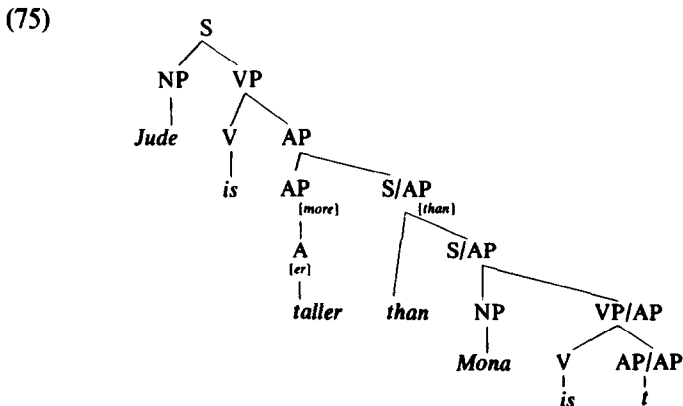 (75)
S
NP VP
Jude V AP
is AP[more] S/AP[than]
A[er] S/AP
taller than NP VP/AP
Mona V AP/AP
is t